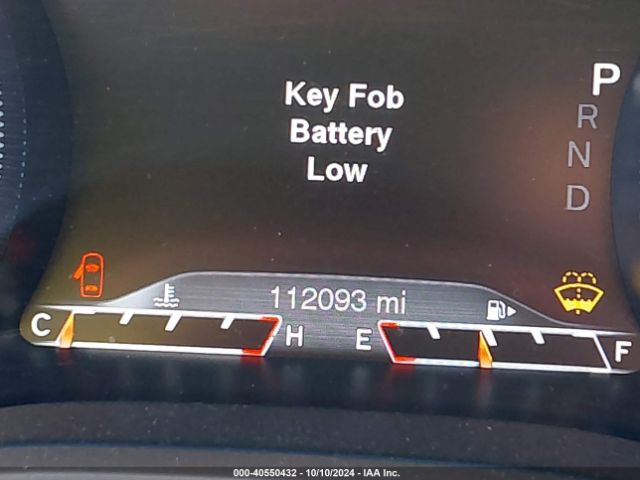 Key Fob
Battery
Low
P
R
N
D
112093 mi
C
H
E
F
000-40550432 - 10/10/2024 - IAA Inc.